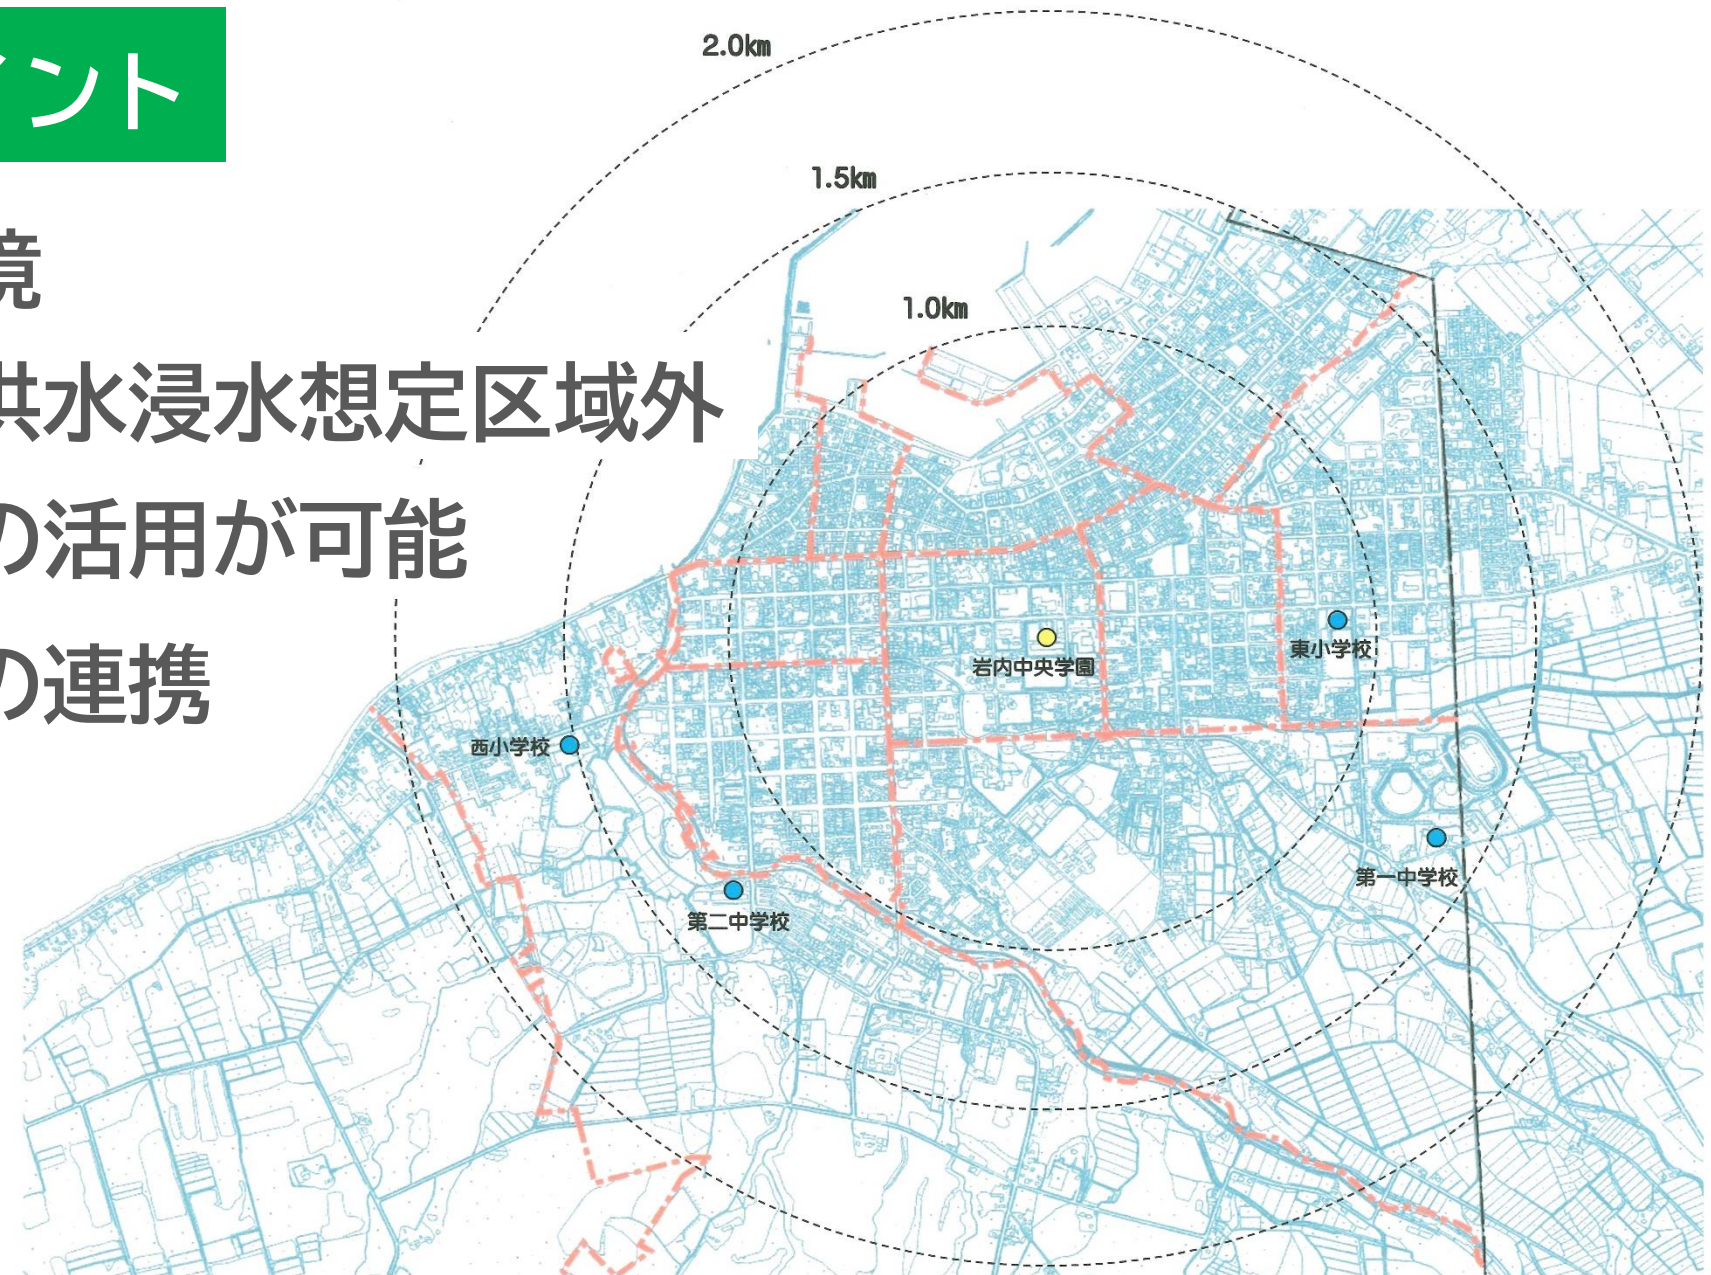 イント
境
洪水浸水想定区域外
の活用が可能
の連携
2.0km
1.5km
1.0km
岩内中央学園
東小学校
西小学校
第一中学校
第二中学校